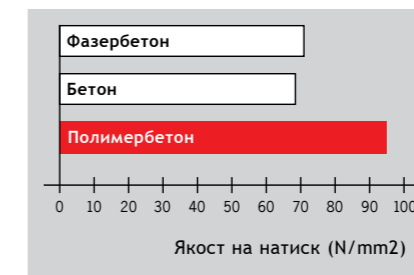 Фазербетон
Бетон
Полимербетон
0 10 20 30 40 50 60 70 80 90 100
Якост на натиск (N/mm2)